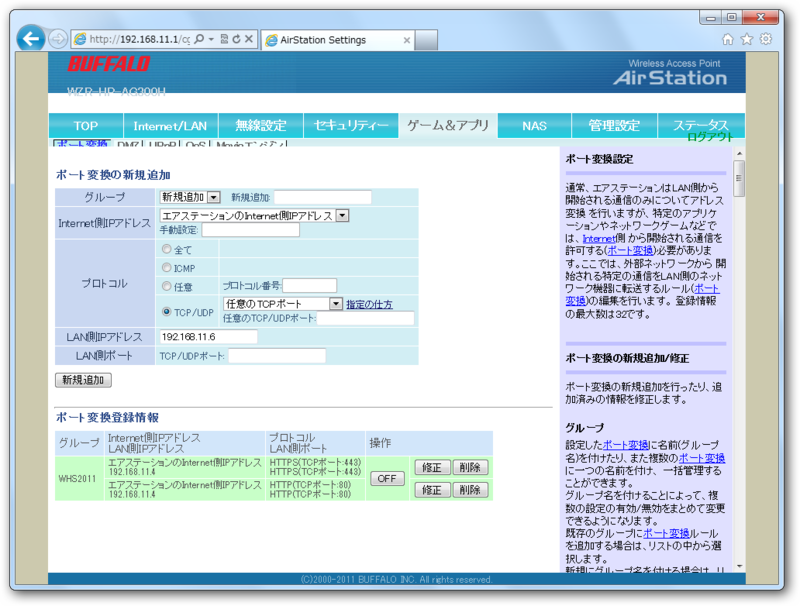 http://192.168.11.1/cg
AirStation Settings
BUFFALO
WZR-HP-AG300H
Wireless Access Point
AirStation
TOP
Internet/LAN
無線設定
セキュリティー
ゲーム&アプリ
NAS
管理設定
ステータス
ログアウト
ポート変換
DMZ
UPnP
QoS
Movieエンジン
ポート変換の新規追加
グループ
新規追加
新規追加:
Internet側IPアドレス
エアステーションのInternet側IPアドレス
手動設定:
プロトコル
全て
ICMP
任意
プロトコル番号:
TCP/UDP
任意のTCPポート
指定の仕方
任意のTCP/UDPポート:
LAN側IPアドレス
192.168.11.6
LAN側ポート
TCP/UDPポート:
新規追加
ポート変換登録情報
グループ
Internet側IPアドレス
LAN側IPアドレス
プロトコル
LAN側ポート
操作
WHS2011
エアステーションのInternet側IPアドレス
192.168.11.4
HTTPS(TCPポート:443)
HTTPS(TCPポート:443)
OFF
修正
削除
エアステーションのInternet側IPアドレス
192.168.11.4
HTTP(TCPポート:80)
HTTP(TCPポート:80)
修正
削除
ポート変換設定
通常、エアステーションはLAN側から
開始される通信のみについてアドレス
変換 を行いますが、特定のアプリケ
ーションやネットワークゲームなどで
は、Internet側 から開始される通信を
許可する(ポート変換)必要がありま
す。ここでは、外部ネットワークから 開
始される特定の通信をLAN側のネット
ワーク機器に転送するルール(ポート
変換)の編集を行います。登録情報
の最大数は32です。
ポート変換の新規追加/修正
ポート変換の新規追加を行ったり、追
加済みの情報を修正します。
グループ
設定したポート変換に名前(グループ
名)を付けたり、また複数のポート変換
に一つの名前を付け、一括管理する
ことができます。
グループ名を付けることによって、複
数の設定の有効/無効をまとめて変更
できるようになります。
既存のグループにポート変換ルール
を追加する場合は、リストの中から選
択します。
新規にグループ名を付ける場合は、リ
(C)2000-2011 BUFFALO INC. All rights reserved.